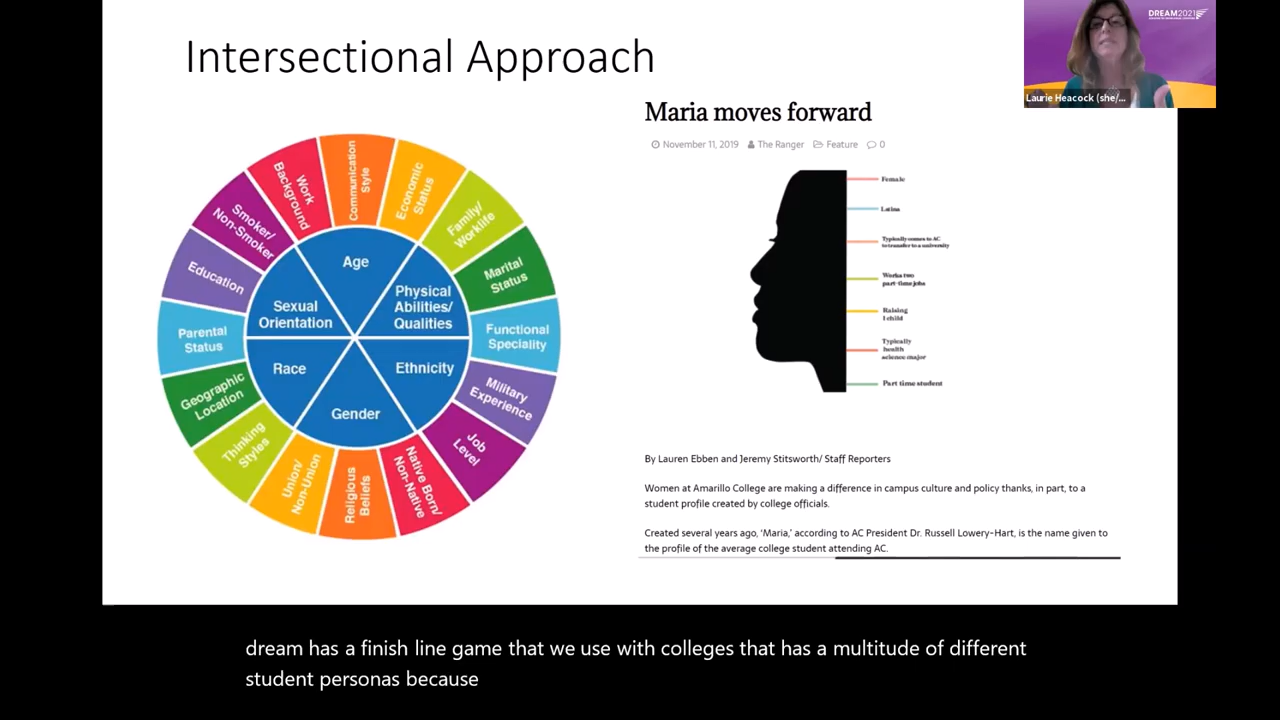 Intersectional Approach
DREAM2021
Laurie Heacock (she/...
Maria moves forward
November 11, 2019 The Ranger Feature 0
Work
Background
Communication
Style
Economic
Status
Family/
Worklife
Marital
Status
Functional
Speciality
Military
Experience
Job
Level
Native Born/
Non-Native
Religious
Beliefs
Union/
Non-Union
Thinking
Styles
Geographic
Location
Parental
Status
Education
Smoker/
Non-Smoker
Age
Physical
Abilities/
Qualities
Ethnicity
Gender
Race
Sexual
Orientation
Female
Latina
Typically comes to AC
to transfer to a university
Works two
part-time jobs
Raising
1 child
Typically
health
science major
Part time student
By Lauren Ebben and Jeremy Stitsworth/ Staff Reporters
Women at Amarillo College are making a difference in campus culture and policy thanks, in part, to a
student profile created by college officials.
Created several years ago, ‘Maria,’ according to AC President Dr. Russell Lowery-Hart, is the name given to
the profile of the average college student attending AC.
dream has a finish line game that we use with colleges that has a multitude of different
student personas because